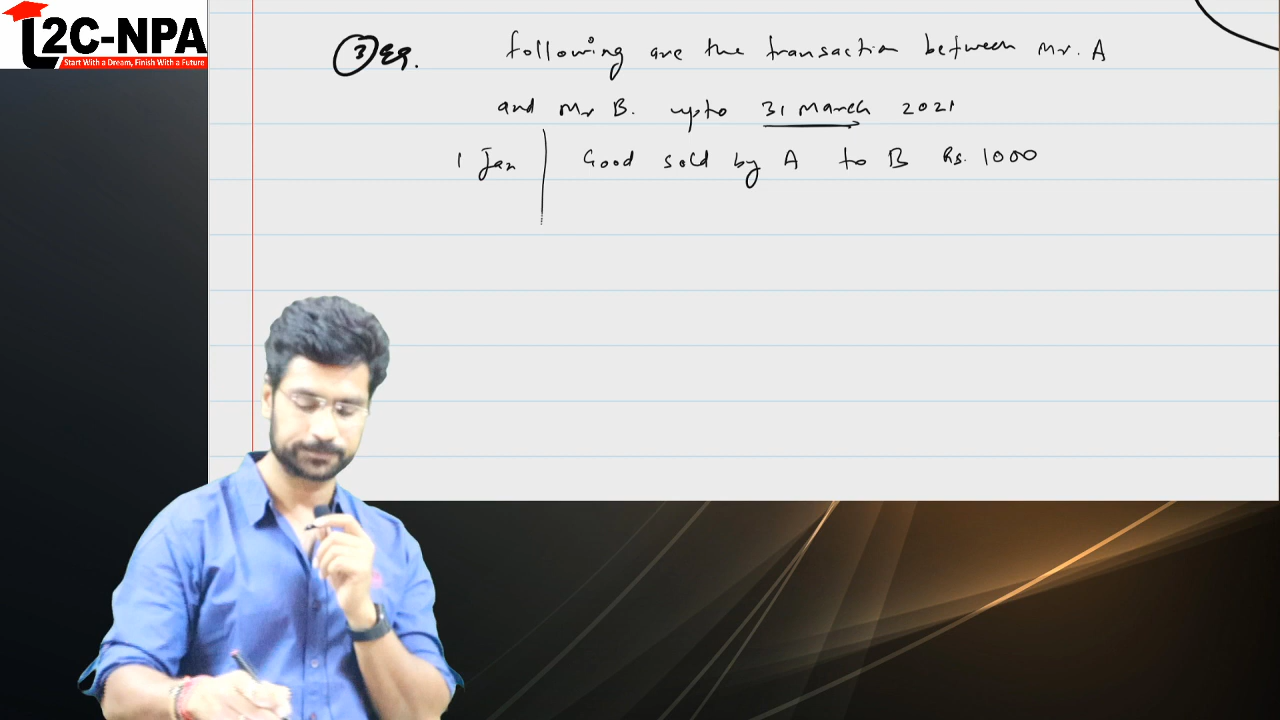 L2C-NPA
Start With a Dream, Finish With a Future
3 Eg. following are the transaction between Mr. A
and Mr B. upto 31 March 2021
1 Jan Good sold by A to B Rs. 1000